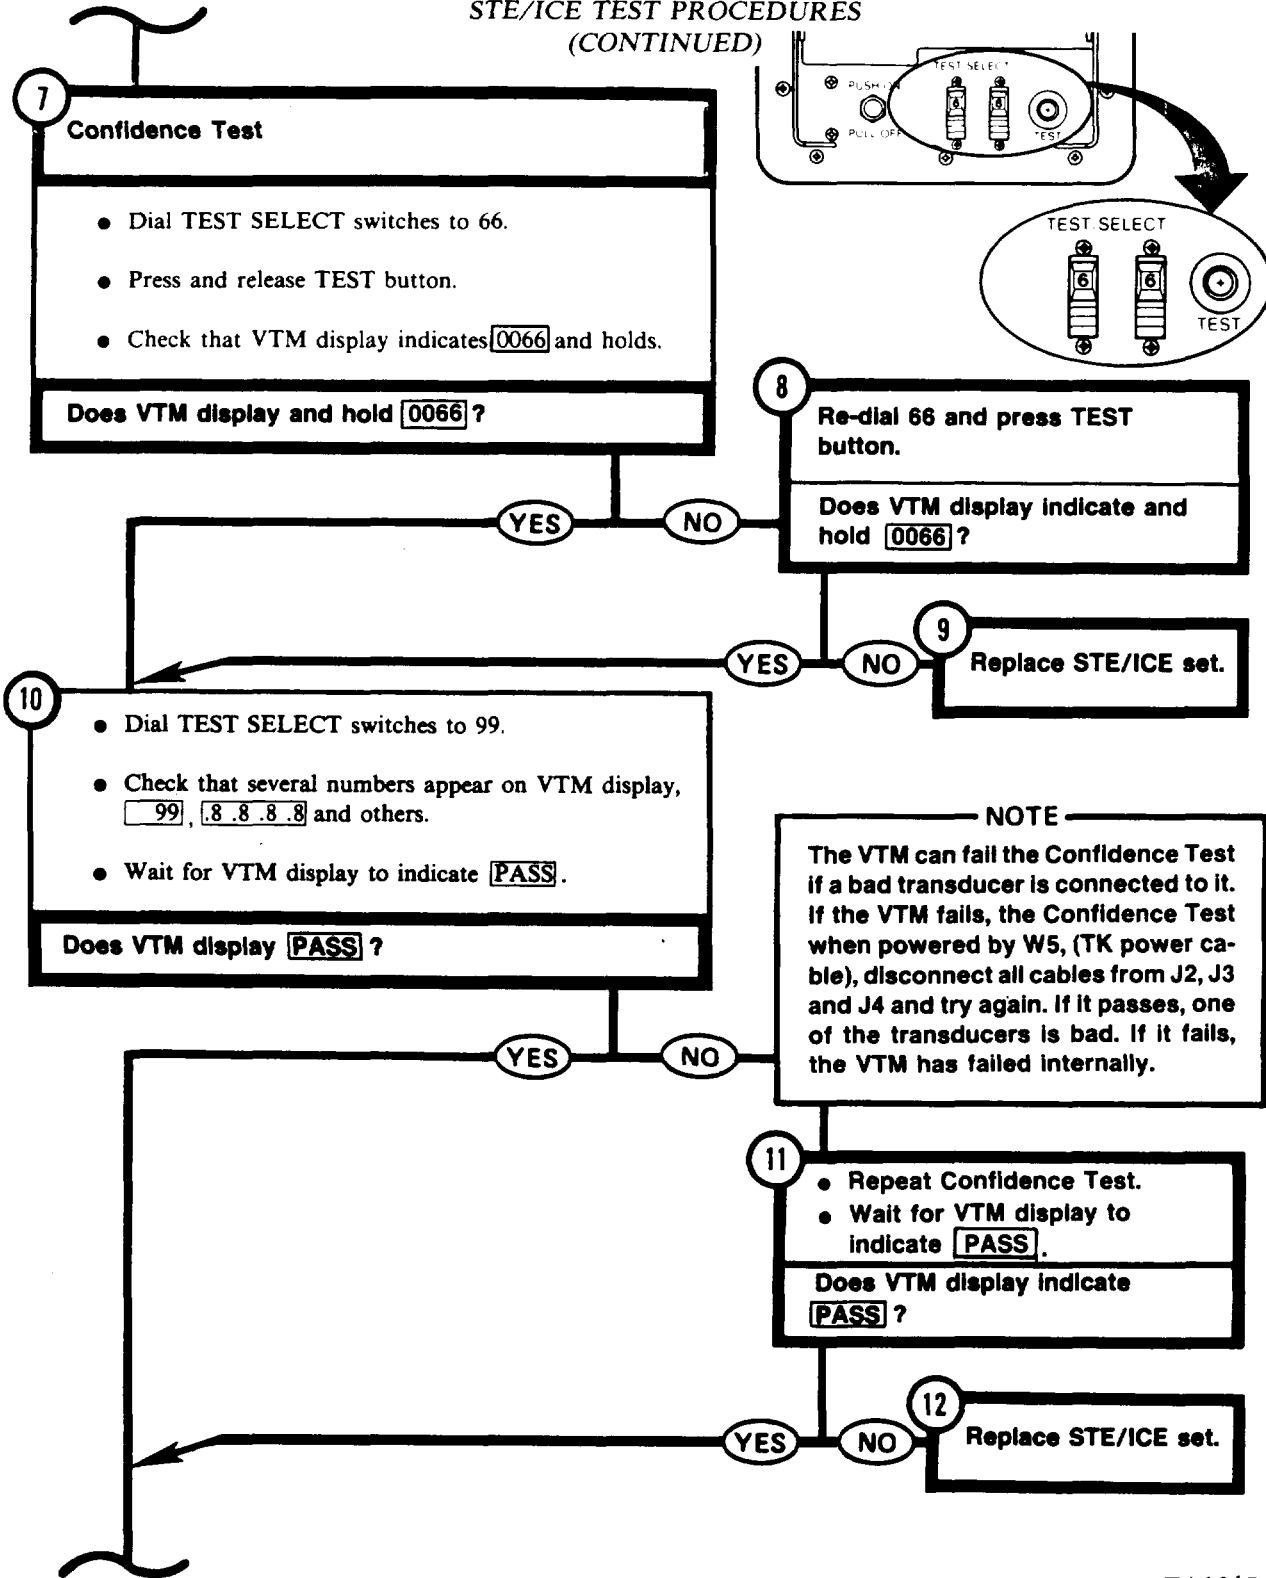 STE/ICE TEST PROCEDURES
(CONTINUED)
TEST SELECT
PUSH ON
PULL OFF
6 6
TEST
7
Confidence Test
• Dial TEST SELECT switches to 66.
• Press and release TEST button.
• Check that VTM display indicates 0066 and holds.
Does VTM display and hold 0066 ?
TEST SELECT
6 6
TEST
YES
NO
8
Re-dial 66 and press TEST
button.
Does VTM display indicate and
hold 0066 ?
YES
NO
9
Replace STE/ICE set.
10
• Dial TEST SELECT switches to 99.
• Check that several numbers appear on VTM display,
99, .8 .8 .8 .8 and others.
• Wait for VTM display to indicate PASS.
Does VTM display PASS ?
YES
NO
NOTE
The VTM can fail the Confidence Test
if a bad transducer is connected to it.
If the VTM fails, the Confidence Test
when powered by W5, (TK power ca-
ble), disconnect all cables from J2, J3
and J4 and try again. If it passes, one
of the transducers is bad. If it fails,
the VTM has failed internally.
11
• Repeat Confidence Test.
• Wait for VTM display to
indicate PASS.
Does VTM display indicate
PASS ?
YES
NO
12
Replace STE/ICE set.